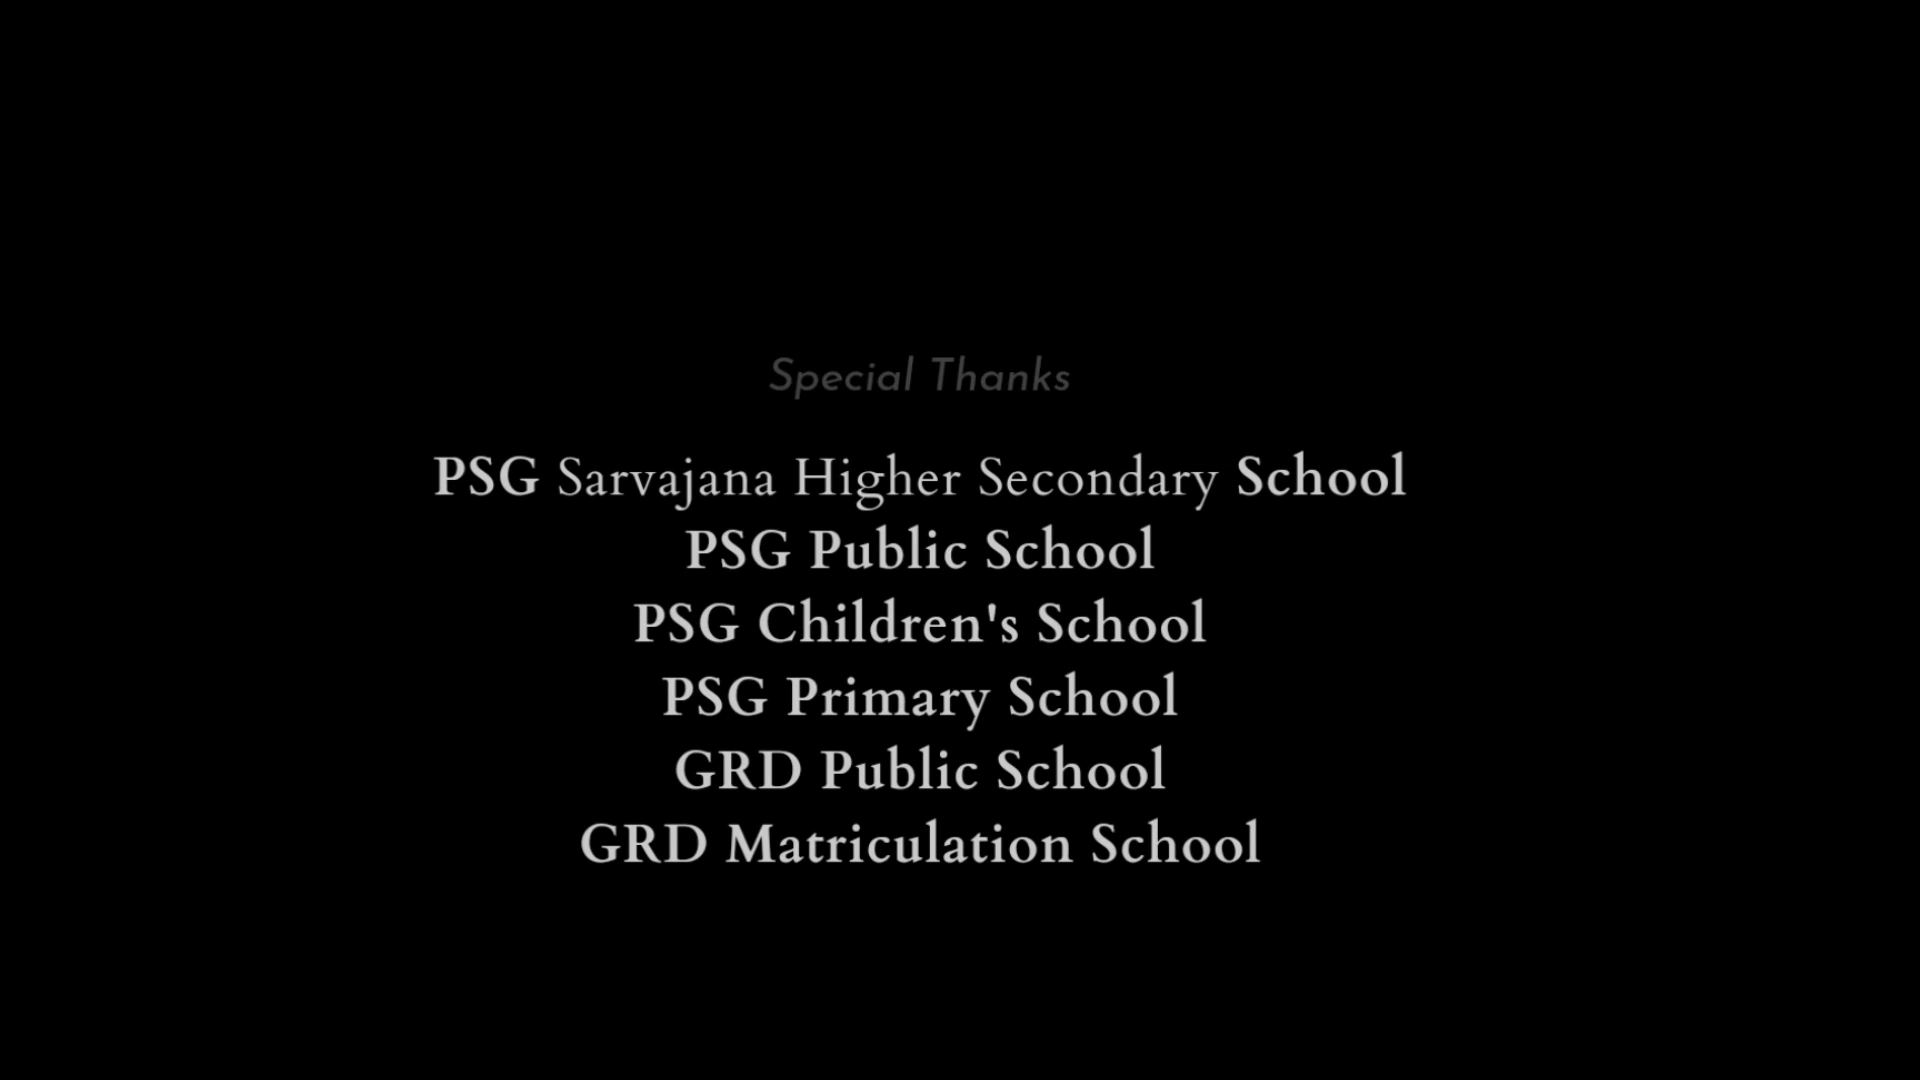 Special Thanks
PSG Sarvajana Higher Secondary School
PSG Public School
PSG Children's School
PSG Primary School
GRD Public School
GRD Matriculation School